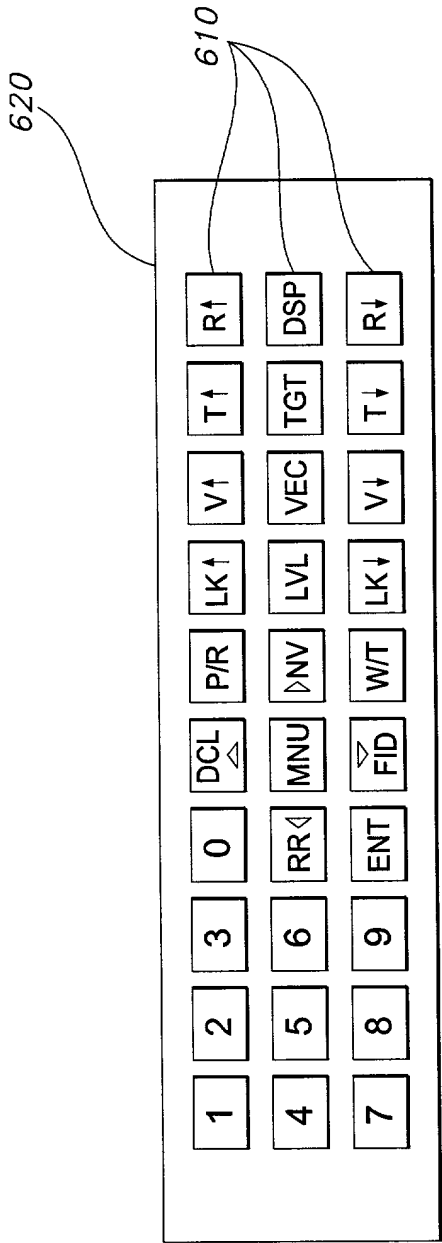 620
610
1 2 3 0 DCL △ P/R LK↑ V↑ T↑ R↑
4 5 6 RR◁ MNU ▷NV LVL VEC TGT DSP
7 8 9 ENT ▽ FID W/T LK↓ V↓ T↓ R↓